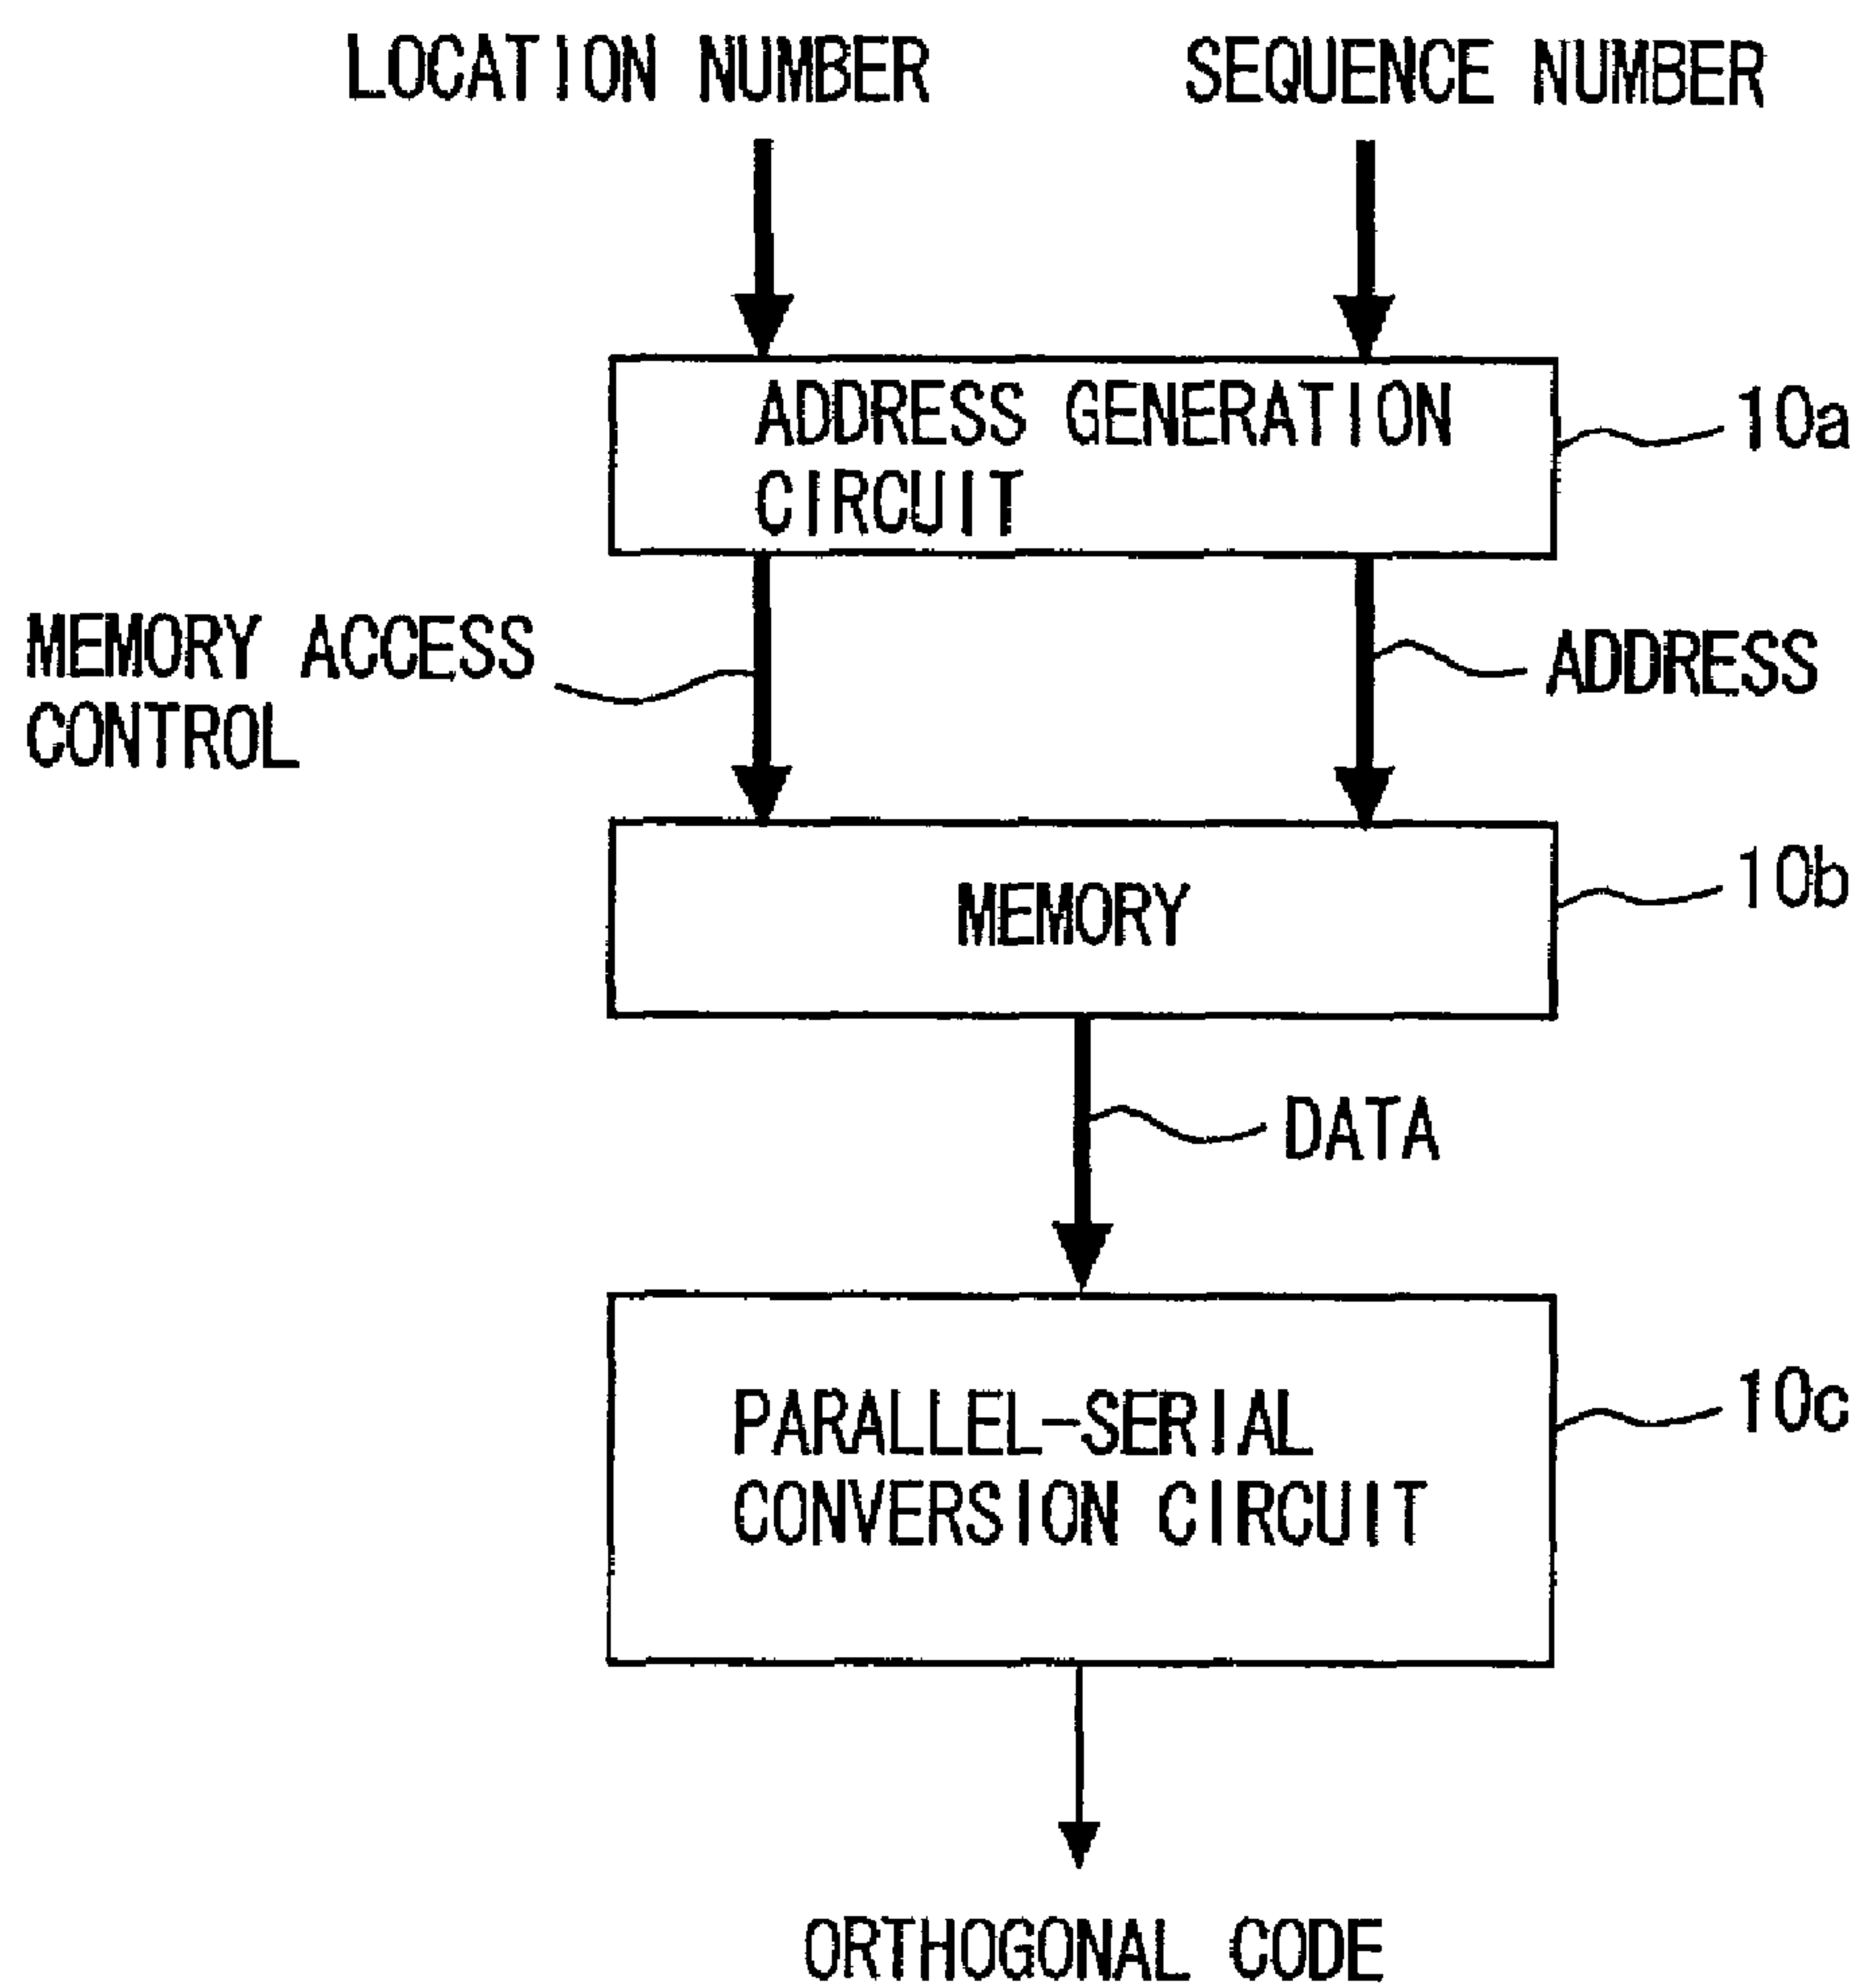 LOCATION NUMBER
SEQUENCE NUMBER
ADDRESS GENERATION
CIRCUIT
10a
MEMORY ACCESS
CONTROL
ADDRESS
MEMORY
10b
DATA
PARALLEL-SERIAL
CONVERSION CIRCUIT
10c
ORTHOGONAL CODE